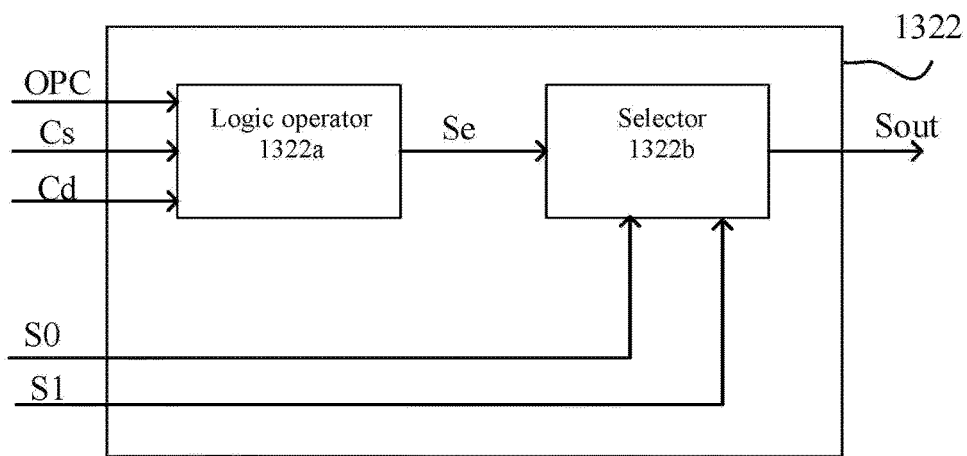 1322
OPC
Cs
Cd
Logic operator
1322a
Se
Selector
1322b
Sout
S0
S1